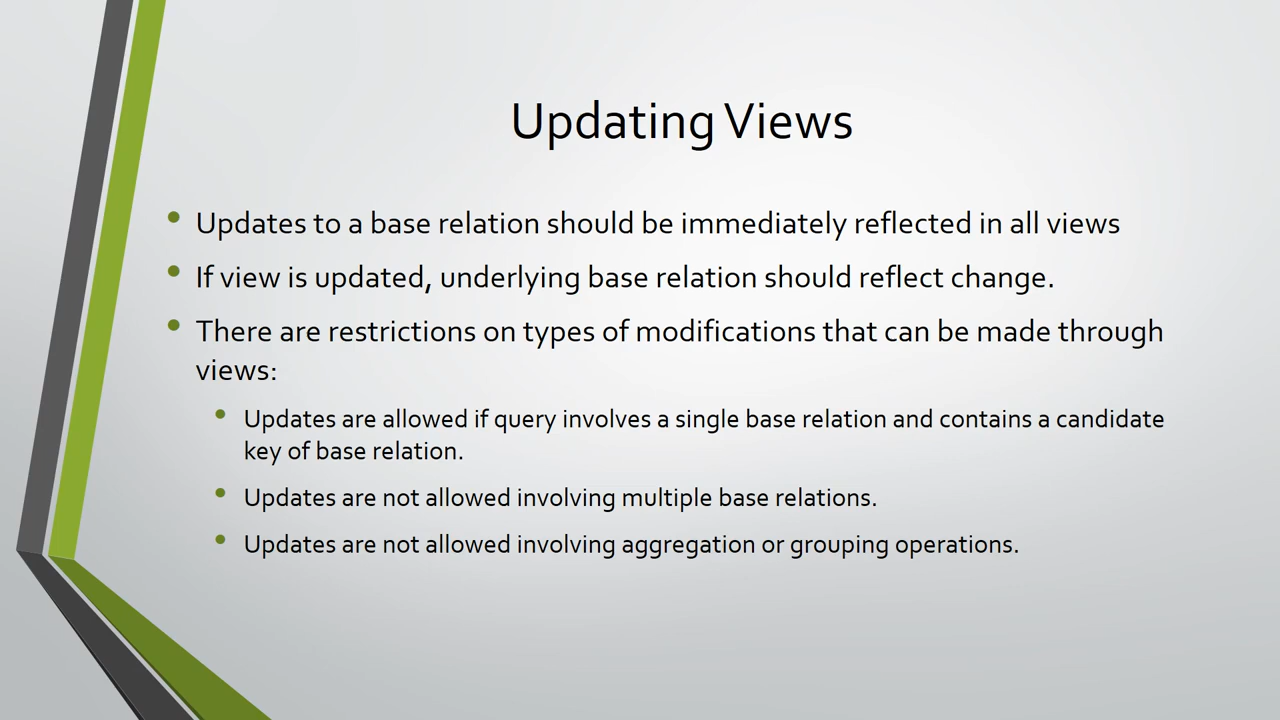 Updating Views
• Updates to a base relation should be immediately reflected in all views
• If view is updated, underlying base relation should reflect change.
• There are restrictions on types of modifications that can be made through
views:
• Updates are allowed if query involves a single base relation and contains a candidate
key of base relation.
• Updates are not allowed involving multiple base relations.
• Updates are not allowed involving aggregation or grouping operations.